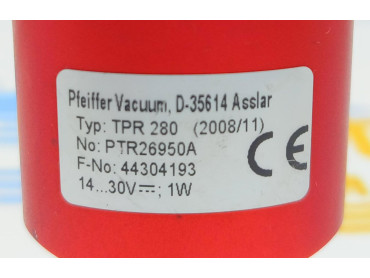 Pfeiffer Vacuum, D-35614 Asslar
Typ: TPR 280 (2008/11)
No: PTR26950A
F-No: 44304193
14...30V⎓; 1W
CE